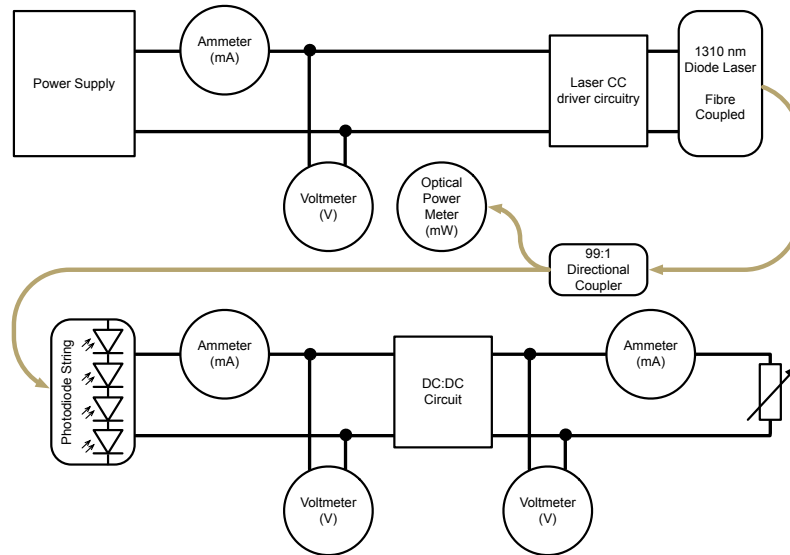 Power Supply
Ammeter
(mA)
Voltmeter
(V)
Laser CC
driver circuitry
1310 nm
Diode Laser
Fibre
Coupled
Optical
Power
Meter
(mW)
99:1
Directional
Coupler
Photodiode String
Ammeter
(mA)
Voltmeter
(V)
DC:DC
Circuit
Voltmeter
(V)
Ammeter
(mA)